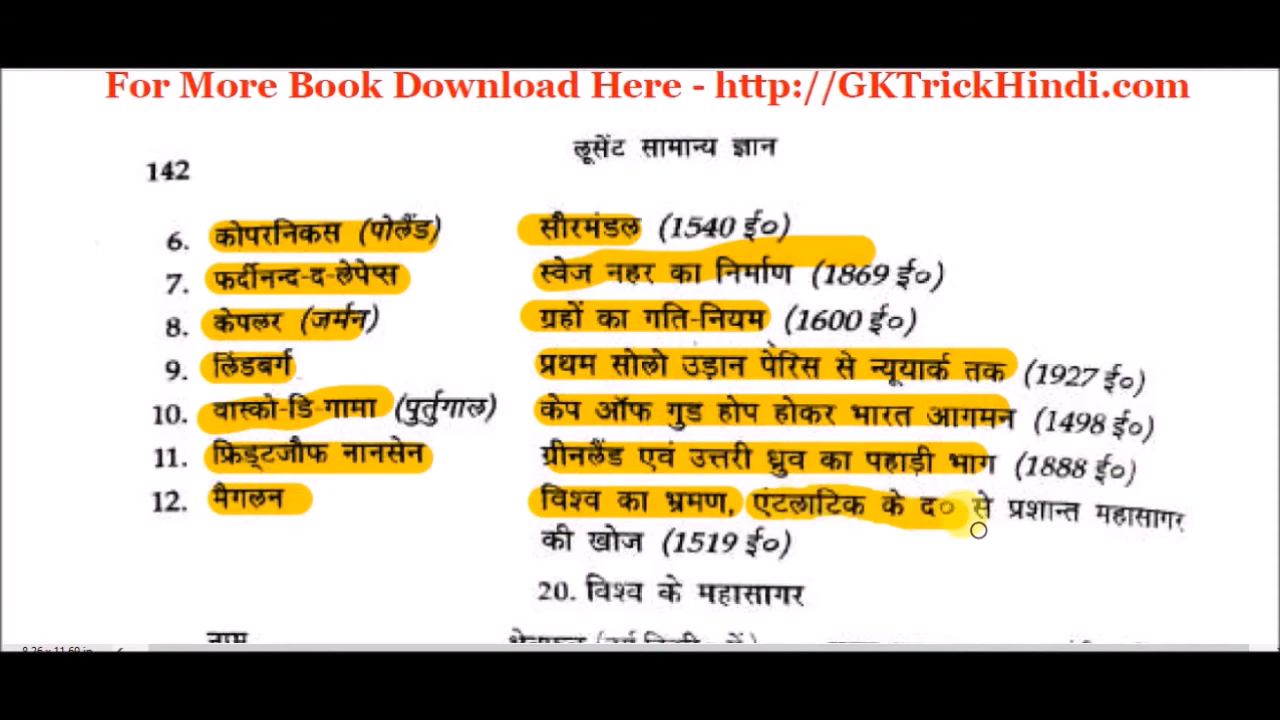 For More Book Download Here - http://GKTrickHindi.com
142 लूसेंट सामान्य ज्ञान
6. कोपरनिकस (पोलैंड) सौरमंडल (1540 ई०)
7. फर्दीनन्द-द-लेपेप्स स्वेज नहर का निर्माण (1869 ई०)
8. केपलर (जर्मन) ग्रहों का गति-नियम (1600 ई०)
9. लिंडबर्ग प्रथम सोलो उड़ान पेरिस से न्यूयार्क तक (1927 ई०)
10. वास्को-डि-गामा (पुर्तुगाल) केप ऑफ गुड होप होकर भारत आगमन (1498 ई०)
11. फ्रिड्टजौफ नानसेन ग्रीनलैंड एवं उत्तरी ध्रुव का पहाड़ी भाग (1888 ई०)
12. मैगलन विश्व का भ्रमण, एंटलाटिक के द० से प्रशान्त महासागर
की खोज (1519 ई०)
20. विश्व के महासागर
नाम